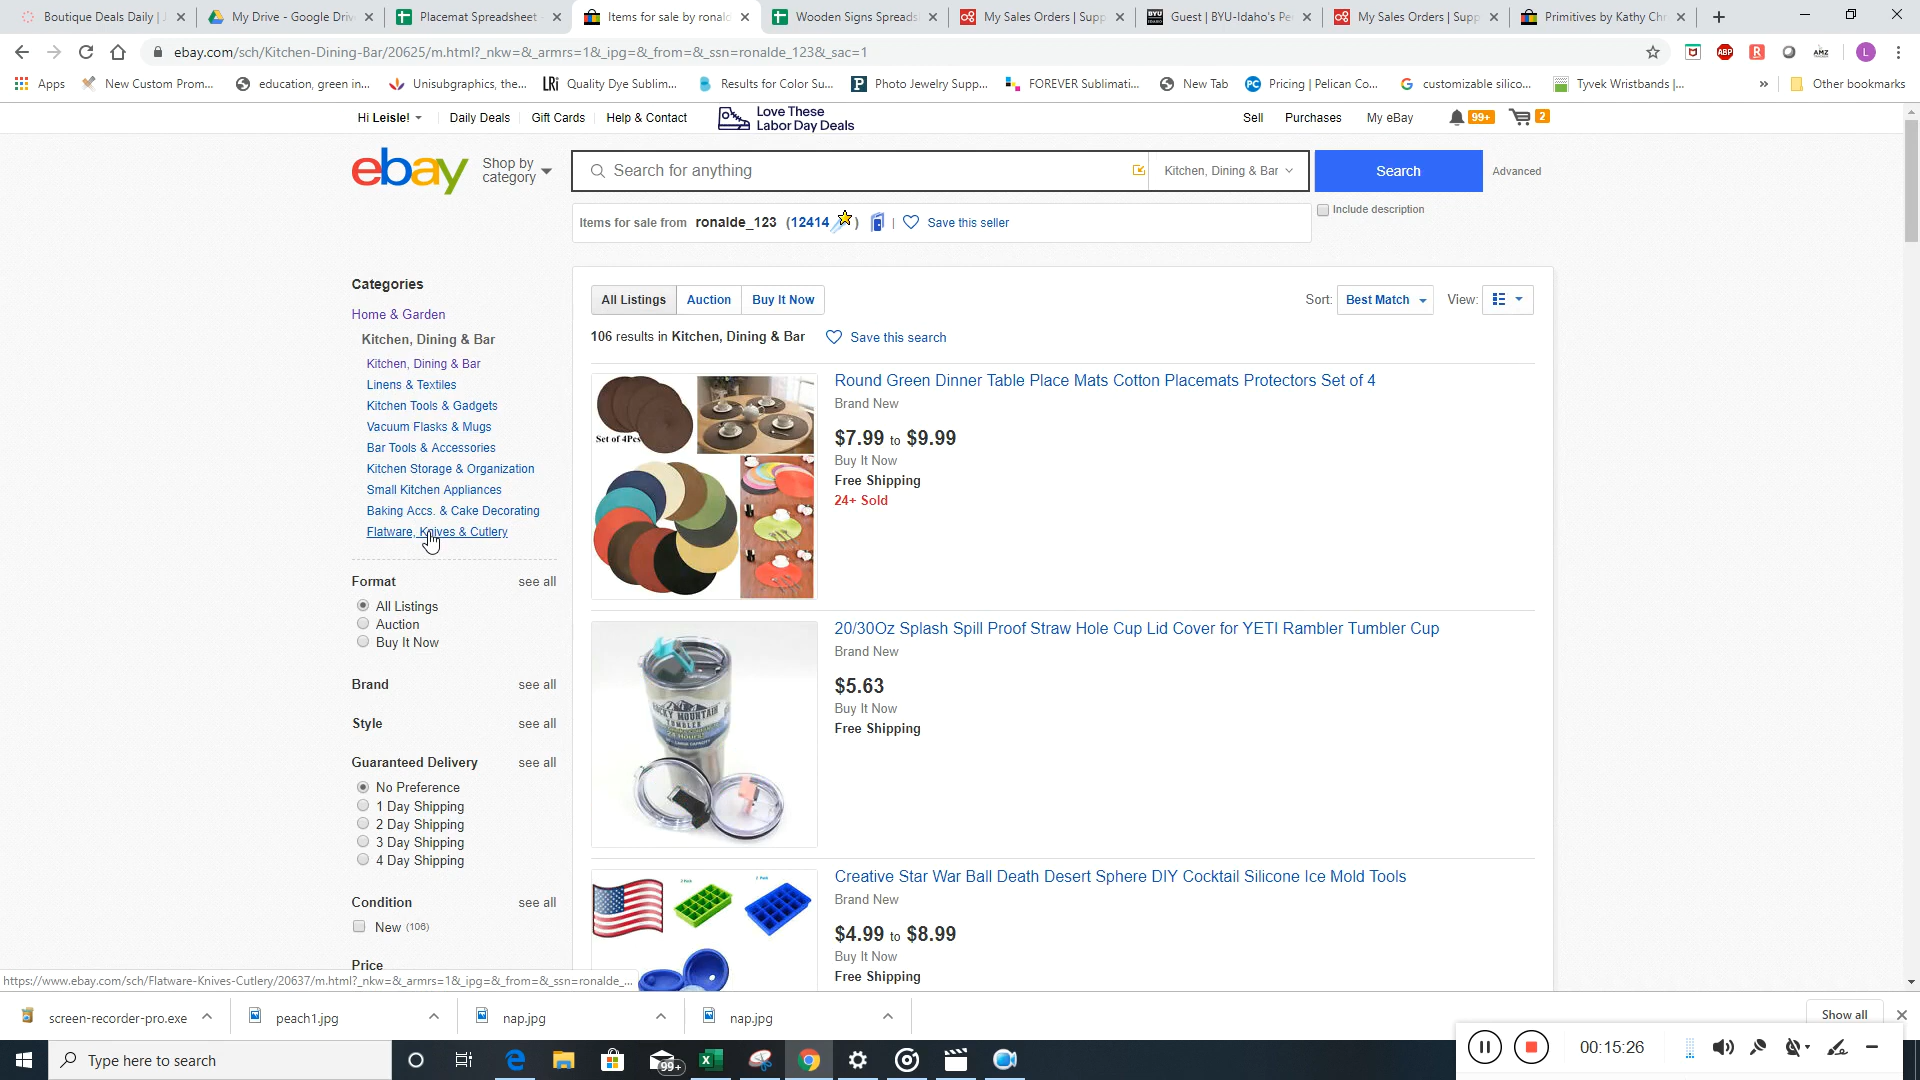 Boutique Deals Daily | J
My Drive - Google Drive
Placemat Spreadsheet -
Items for sale by ronald
Wooden Signs Spreads
My Sales Orders | Supp
Guest | BYU-Idaho's Pe
My Sales Orders | Supp
Primitives by Kathy Chr
ebay.com/sch/Kitchen-Dining-Bar/20625/m.html?_nkw=&_armrs=1&_ipg=&_from=&_ssn=ronalde_123&_sac=1
Apps
New Custom Prom...
education, green in...
Unisubgraphics, the...
Quality Dye Sublim...
Results for Color Su...
Photo Jewelry Supp...
FOREVER Sublimati...
New Tab
Pricing | Pelican Co...
customizable silico...
Tyvek Wristbands |...
»
Other bookmarks
Hi Leisle!
Daily Deals
Gift Cards
Help & Contact
Love These
Labor Day Deals
Sell
Purchases
My eBay
99+
2
ebay
Shop by
category
Search for anything
Kitchen, Dining & Bar
Search
Advanced
Items for sale from ronalde_123 (12414 ) | Save this seller
Include description
Categories
Home & Garden
Kitchen, Dining & Bar
Kitchen, Dining & Bar
Linens & Textiles
Kitchen Tools & Gadgets
Vacuum Flasks & Mugs
Bar Tools & Accessories
Kitchen Storage & Organization
Small Kitchen Appliances
Baking Accs. & Cake Decorating
Flatware, Knives & Cutlery
Format see all
All Listings
Auction
Buy It Now
Brand see all
Style see all
Guaranteed Delivery see all
No Preference
1 Day Shipping
2 Day Shipping
3 Day Shipping
4 Day Shipping
Condition see all
New (106)
Price
All Listings
Auction
Buy It Now
Sort: Best Match
View:
106 results in Kitchen, Dining & Bar
Save this search
Set of 4Pcs
Round Green Dinner Table Place Mats Cotton Placemats Protectors Set of 4
Brand New
$7.99 to $9.99
Buy It Now
Free Shipping
24+ Sold
ROCKY MOUNTAIN
TUMBLER
20/30Oz Splash Spill Proof Straw Hole Cup Lid Cover for YETI Rambler Tumbler Cup
Brand New
$5.63
Buy It Now
Free Shipping
Creative Star War Ball Death Desert Sphere DIY Cocktail Silicone Ice Mold Tools
Brand New
$4.99 to $8.99
Buy It Now
Free Shipping
https://www.ebay.com/sch/Flatware-Knives-Cutlery/20637/m.html?_nkw=&_armrs=1&_ipg=&_from=&_ssn=ronalde_...
screen-recorder-pro.exe
peach1.jpg
nap.jpg
nap.jpg
Show all
Type here to search
99+
00:15:26